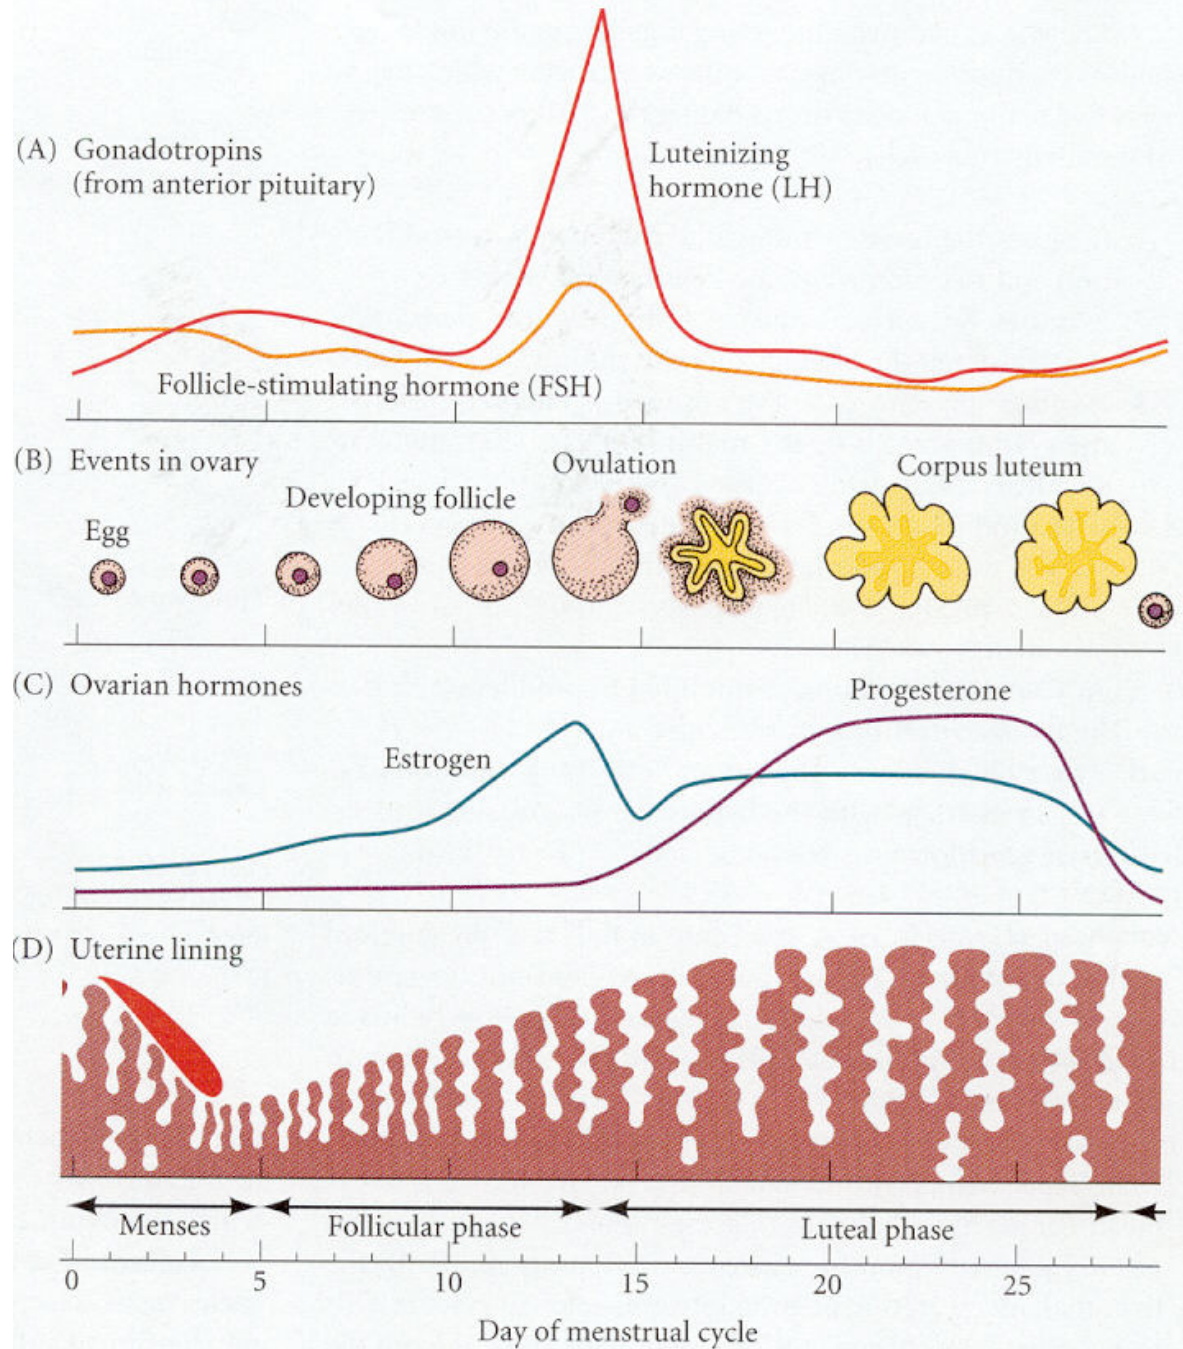 (A) Gonadotropins
(from anterior pituitary)
Luteinizing
hormone (LH)
Follicle-stimulating hormone (FSH)
(B) Events in ovary
Ovulation
Corpus luteum
Developing follicle
Egg
(C) Ovarian hormones
Progesterone
Estrogen
(D) Uterine lining
Menses
Follicular phase
Luteal phase
0 5 10 15 20 25
Day of menstrual cycle